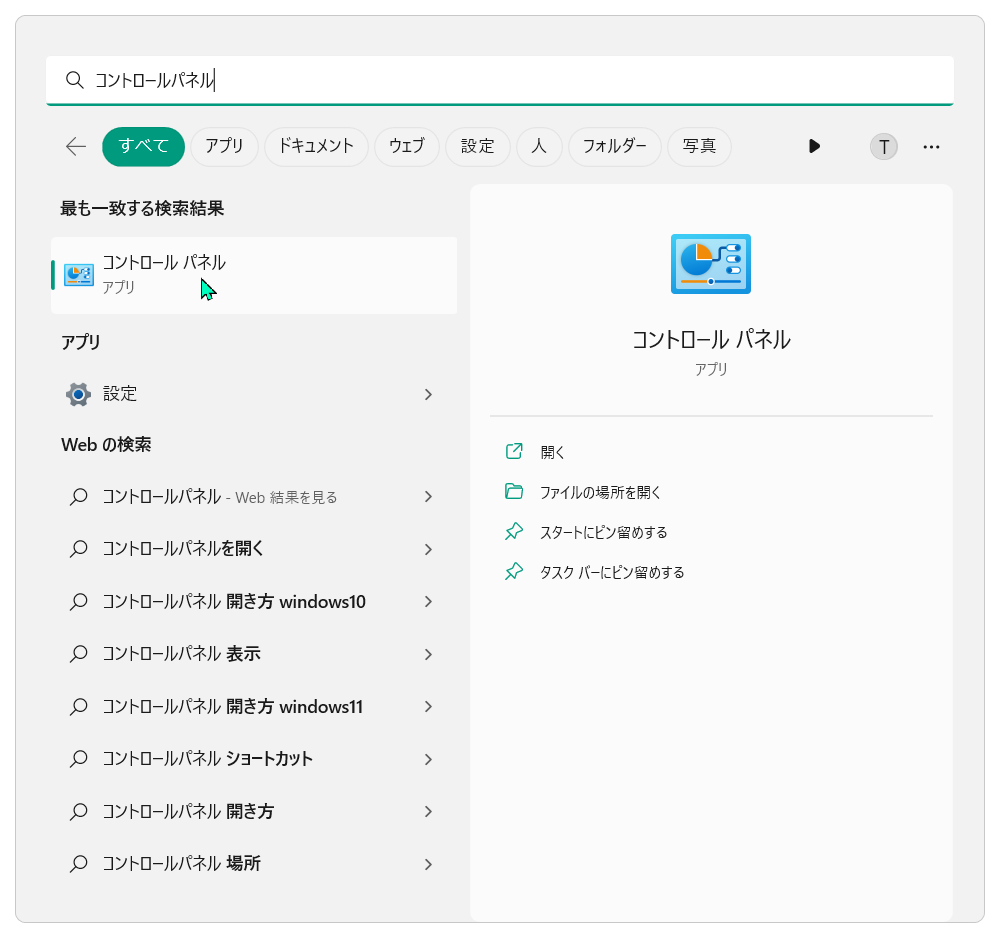 コントロールパネル
すべて アプリ ドキュメント ウェブ 設定 人 フォルダー 写真 T
最も一致する検索結果
コントロール パネル
アプリ
アプリ
設定
Web の検索
コントロールパネル - Web 結果を見る
コントロールパネルを開く
コントロールパネル 開き方 windows10
コントロールパネル 表示
コントロールパネル 開き方 windows11
コントロールパネル ショートカット
コントロールパネル 開き方
コントロールパネル 場所
コントロール パネル
アプリ
開く
ファイルの場所を開く
スタートにピン留めする
タスク バーにピン留めする